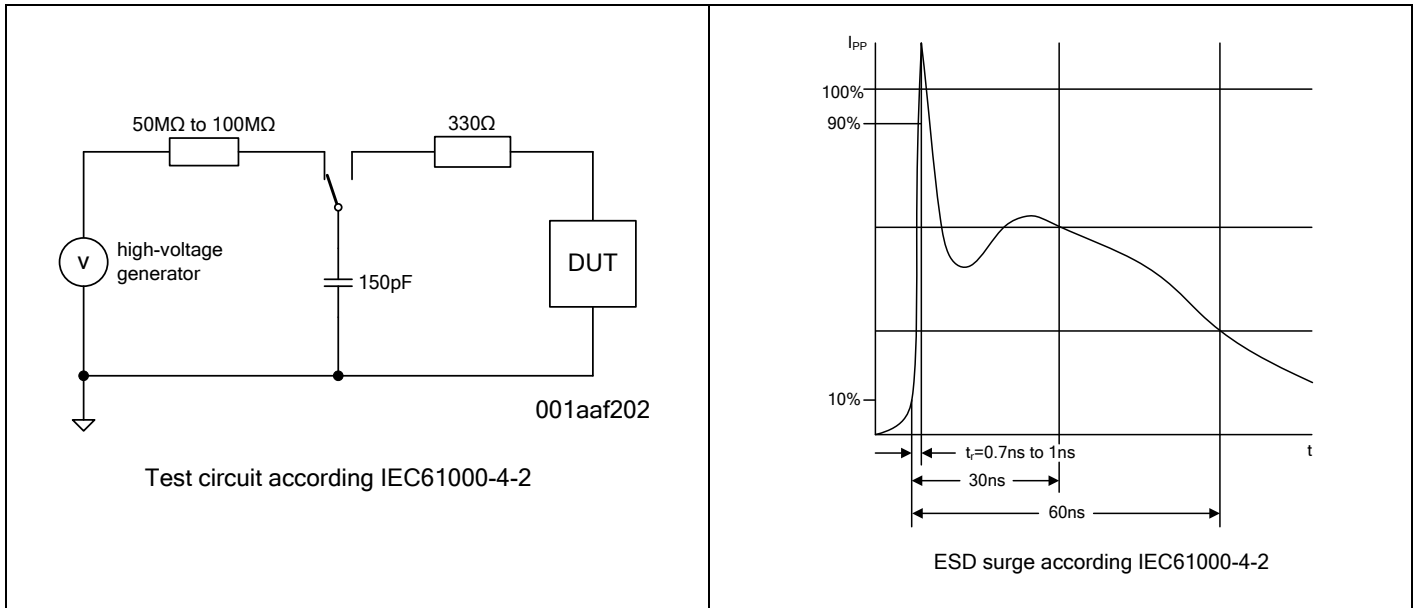 50MΩ to 100MΩ
330Ω
V
high-voltage
generator
150pF
DUT
001aaf202
Test circuit according IEC61000-4-2
IPP
100%
90%
10%
t
tr=0.7ns to 1ns
30ns
60ns
ESD surge according IEC61000-4-2